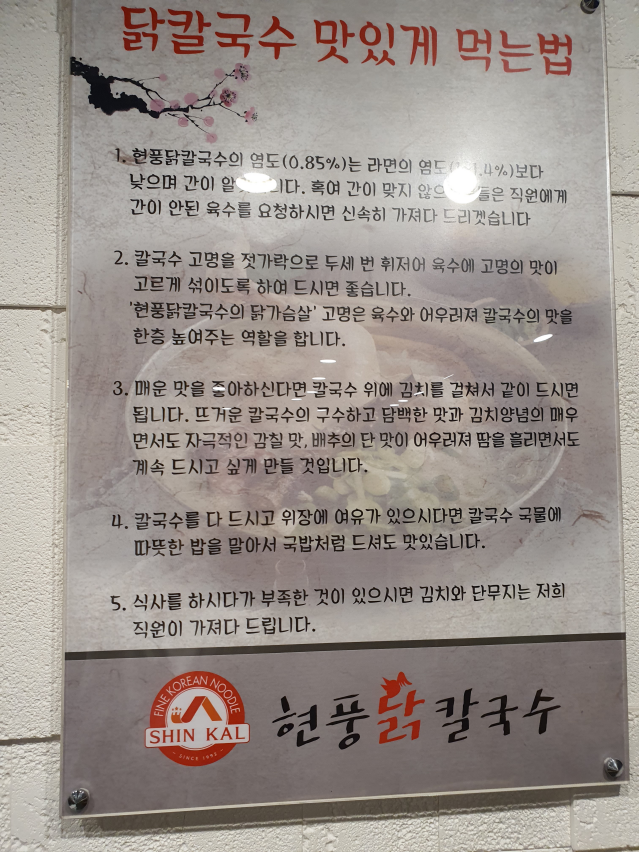 닭칼국수 맛있게 먹는법
1. 현풍닭칼국수의 염도(0.85%)는 라면의 염도( 1.4%)보다
낮으며 간이 혹여 간이 맞지 직원에게
간이 안된 육수를 요청하시면 신속히 가져다 드리겟습니다
2. 칼국수 고명을 젓가락으로 두세 번 휘저어 육수에 고명의 맛이
고르게 섞이도록 하여 드시면 좋습니다.
'현풍닭칼국수의 닭가슴살' 고명은 육수와 어우러져 칼국수의 맛을
한층 높여주는 역할을 합니다.
3. 매운 맛을 좋아하신다면 칼국수 위에 김치를 걸쳐서 같이 드시면
됩니다. 뜨거운 칼국수의 구수하고 담백한 맛과 김치양념의 매우
면서도 자극적인 감칠 맛, 배추의 단 맛이 어우러져 땀을 흘리면서도
계속 드시고 싶게 만들 것입니다.
4. 칼국수를 다 드시고 위장에 여유가 있으시다면 칼국수 국물에
따뜻한 밥을 말아서 국밥처럼 드셔도 맛있습니다.
5. 식사를 하시다가 부족한 것이 있으시면 김치와 단무지는 저희
직원이 가져다 드립니다.
FINE KOREAN NOODLE
SHIN KAL
현풍닭칼국수